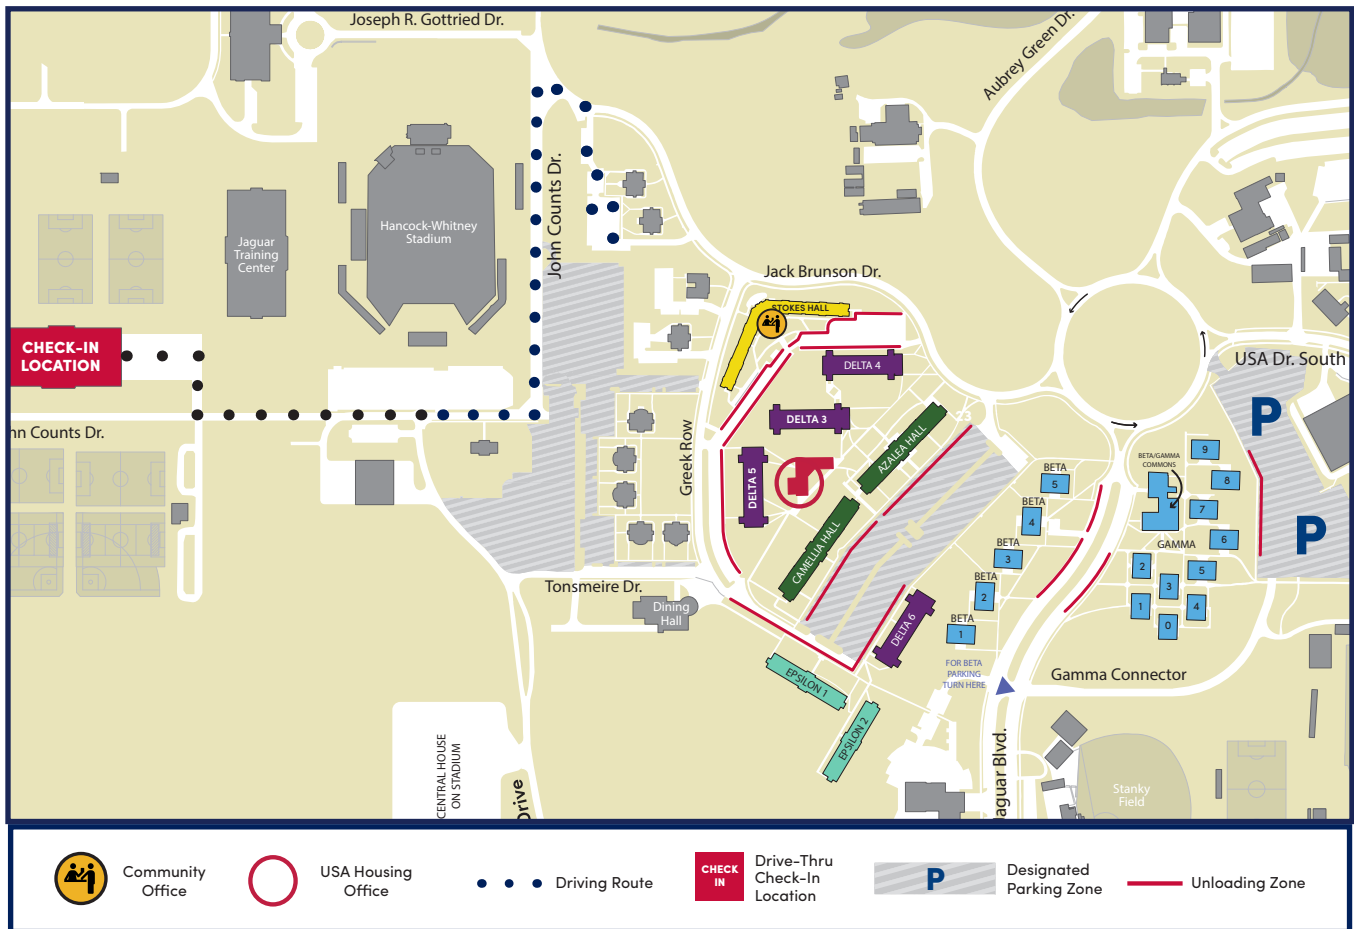 Joseph R. Gottried Dr.
Aubrey Green Dr.
John Counts Dr.
Hancock-Whitney
Stadium
Jaguar
Training
Center
Jack Brunson Dr.
STOKES HALL
CHECK-IN
LOCATION
USA Dr. South
P
DELTA 4
DELTA 3
23
AZALEA HALL
nn Counts Dr.
Greek Row
DELTA 5
BETA/GAMMA
COMMONS
9
BETA
5
8
BETA
4
7
P
CAMELLIA HALL
BETA
3
GAMMA
6
2
5
3
BETA
2
1
4
0
Tonsmeire Dr.
Dining
Hall
DELTA 6
BETA
1
FOR BETA
PARKING
TURN HERE
Gamma Connector
EPSILON 1
EPSILON 2
CENTRAL HOUSE
ON STADIUM
Drive
Jaguar Blvd.
Stanky
Field
Community
Office
USA Housing
Office
Driving Route
CHECK
IN
Drive-Thru
Check-In
Location
P
Designated
Parking Zone
Unloading Zone